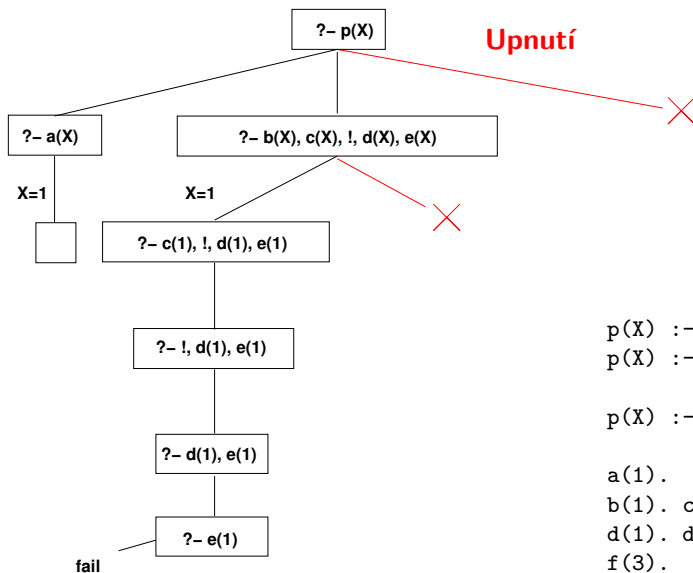 ?– p(X)
Upnutí
?– a(X)
?– b(X), c(X), !, d(X), e(X)
X=1
X=1
?– c(1), !, d(1), e(1)
?– !, d(1), e(1)
?– d(1), e(1)
?– e(1)
fail
p(X) :–
p(X) :–
p(X) :–
a(1).
b(1). c
d(1). d
f(3).